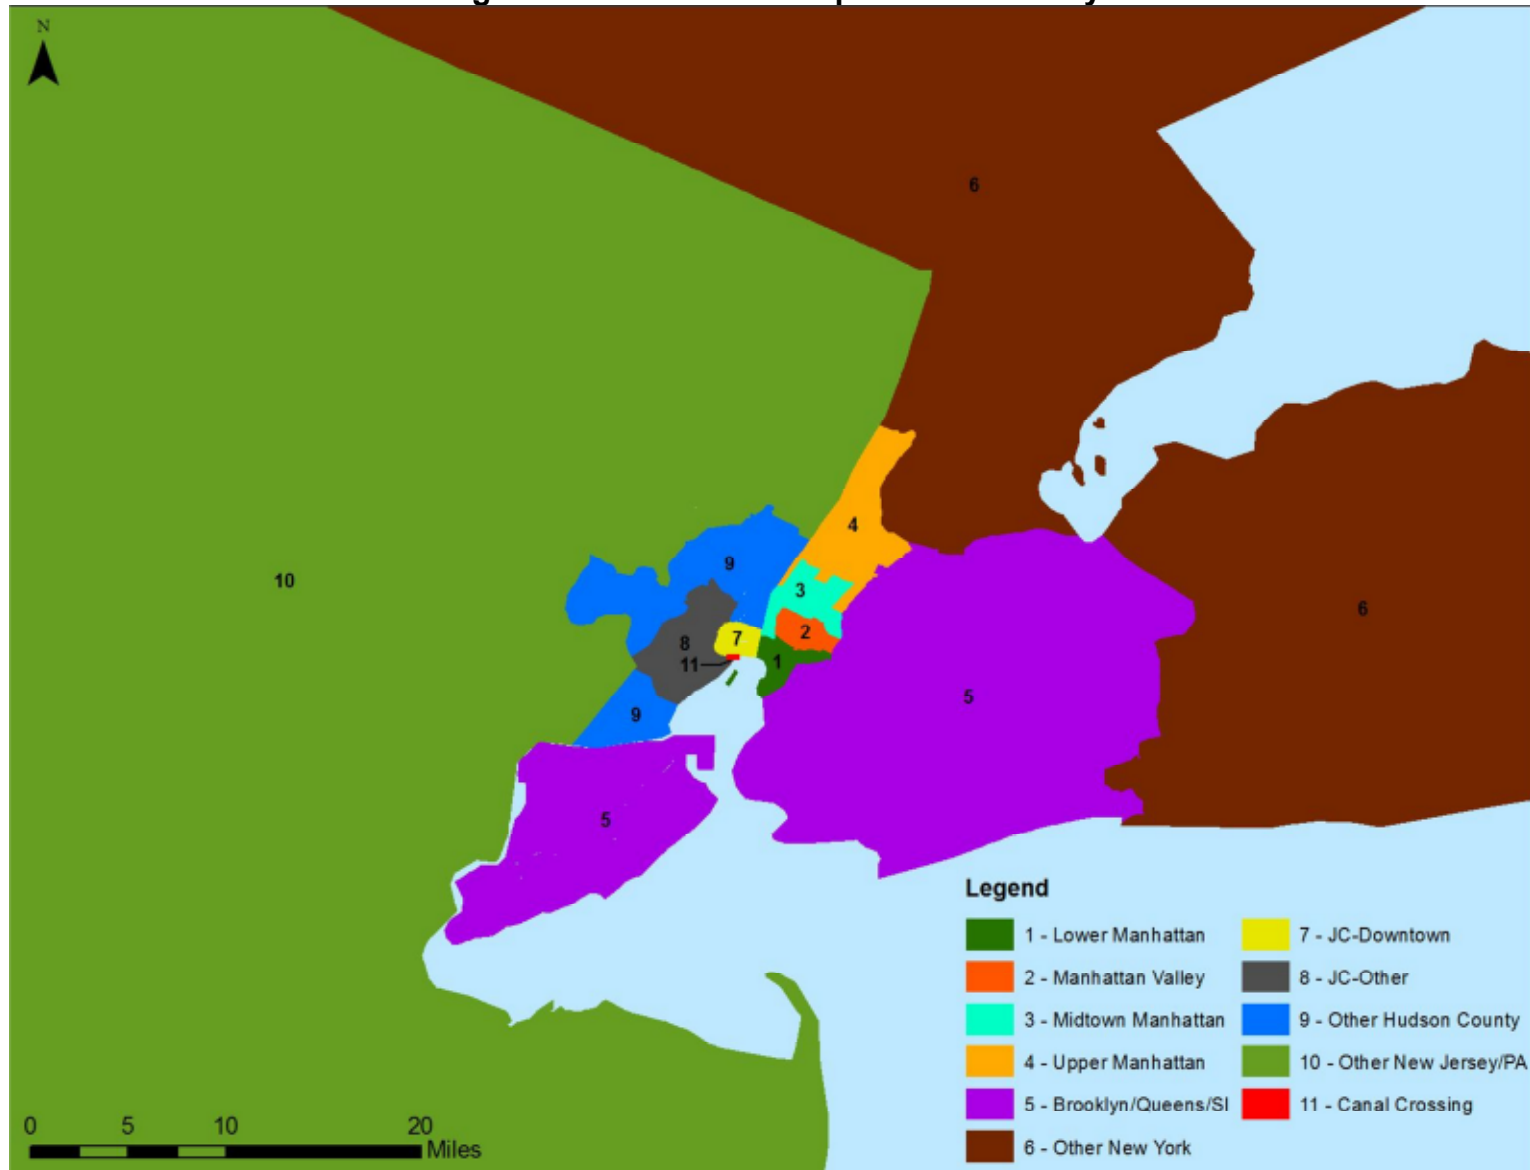 N
6
4
9
3
10
6
2
7
8
11
1
5
9
5
Legend
1 - Lower Manhattan
2 - Manhattan Valley
3 - Midtown Manhattan
4 - Upper Manhattan
5 - Brooklyn/Queens/SI
6 - Other New York
7 - JC-Downtown
8 - JC-Other
9 - Other Hudson County
10 - Other New Jersey/PA
11 - Canal Crossing
0 5 10 20
Miles